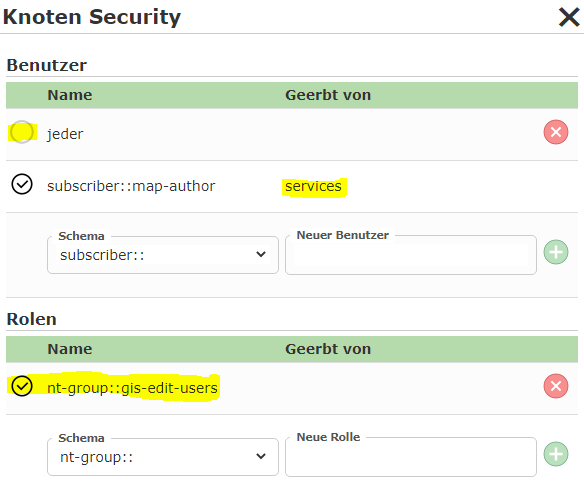 Knoten Security
Benutzer
Name Geerbt von
jeder
subscriber::map-author services
Schema Neuer Benutzer
subscriber::
Rolen
Name Geerbt von
nt-group::gis-edit-users
Schema Neue Rolle
nt-group::